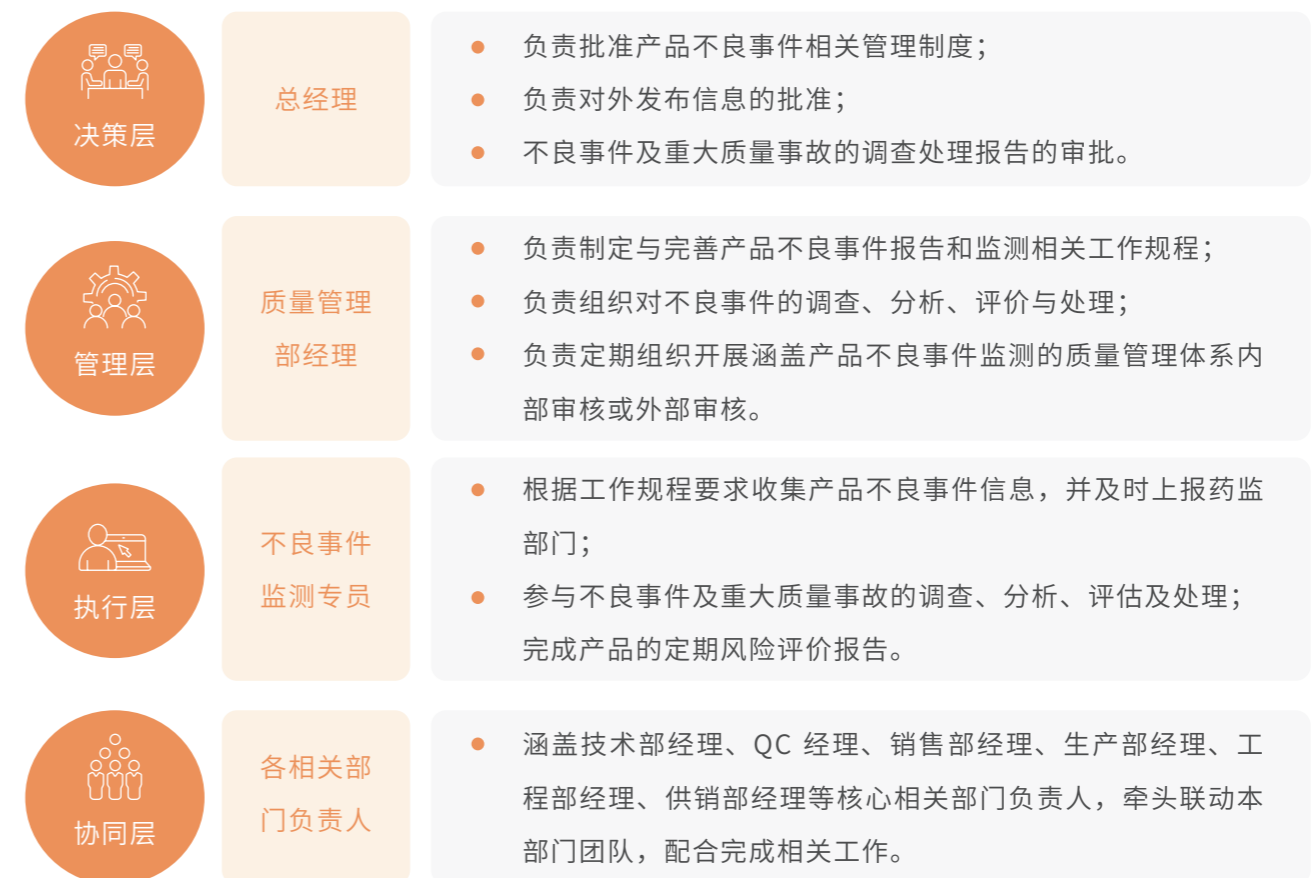 决策层
总经理
负责批准产品不良事件相关管理制度；
负责对外发布信息的批准；
不良事件及重大质量事故的调查处理报告的审批。
管理层
质量管理
部经理
负责制定与完善产品不良事件报告和监测相关工作规程；
负责组织对不良事件的调查、分析、评价与处理；
负责定期组织开展涵盖产品不良事件监测的质量管理体系内
部审核或外部审核。
执行层
不良事件
监测专员
根据工作规程要求收集产品不良事件信息，并及时上报药监
部门；
参与不良事件及重大质量事故的调查、分析、评估及处理；
完成产品的定期风险评价报告。
协同层
各相关部
门负责人
涵盖技术部经理、QC 经理、销售部经理、生产部经理、工
程部经理、供销部经理等核心相关部门负责人，牵头联动本
部门团队，配合完成相关工作。